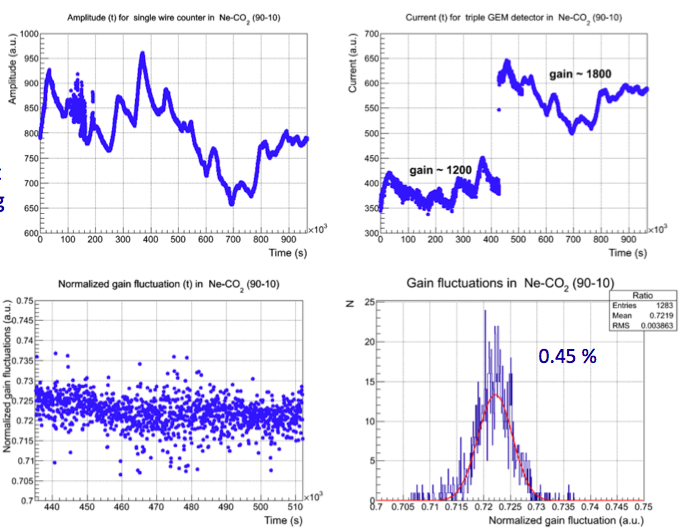 Amplitude (t) for single wire counter in Ne-CO2 (90-10)
Amplitude (a.u.)
1000
950
900
850
800
750
700
650
600
0 100 200 300 400 500 600 700 800 900 ×10³
Time (s)
Current (t) for triple GEM detector in Ne-CO2 (90-10)
Current (a.u.)
700
650
600
550
500
450
400
350
300
gain ~ 1800
gain ~ 1200
0 100 200 300 400 500 600 700 800 900 ×10³
Time (s)
Normalized gain fluctuation (t) in Ne-CO2 (90-10)
Normalized gain fluctuations (a.u.)
0.75
0.745
0.74
0.735
0.73
0.725
0.72
0.715
0.71
0.705
0.7
440 450 460 470 480 490 500 510 ×10³
Time (s)
Gain fluctuations in Ne-CO2 (90-10)
Ratio
Entries 1283
Mean 0.7219
RMS 0.003863
N
25
20
15
10
5
0
0.45 %
0.7 0.705 0.71 0.715 0.72 0.725 0.73 0.735 0.74 0.745 0.75
Normalized gain fluctuation (a.u.)